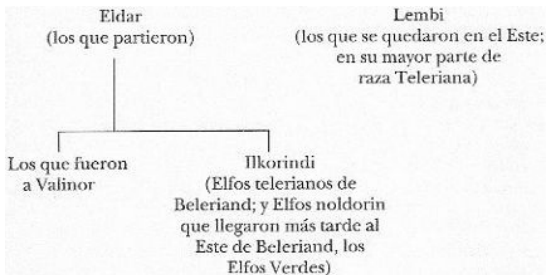 Eldar
(los que partieron)
Lembi
(los que se quedaron en el Este;
en su mayor parte de
raza Teleriana)
Los que fueron
a Valinor
Ilkorindi
(Elfos telerianos de
Beleriand; y Elfos noldorin
que llegaron más tarde al
Este de Beleriand, los
Elfos Verdes)